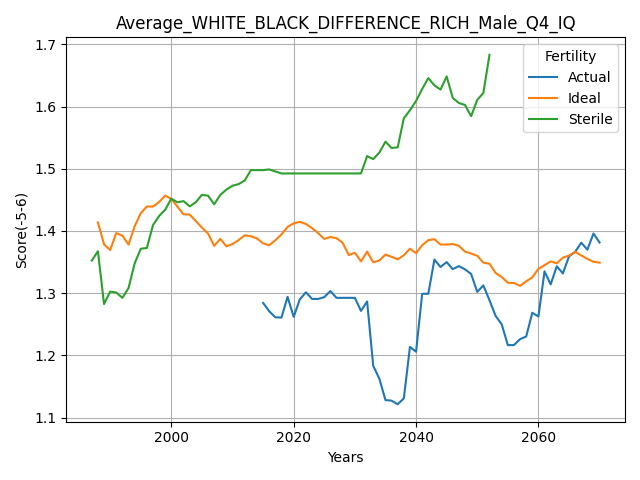 Average_WHITE_BLACK_DIFFERENCE_RICH_Male_Q4_IQ
Fertility
Actual
Ideal
Sterile
Score(-5-6)
1.7
1.6
1.5
1.4
1.3
1.2
1.1
2000
2020
2040
2060
Years